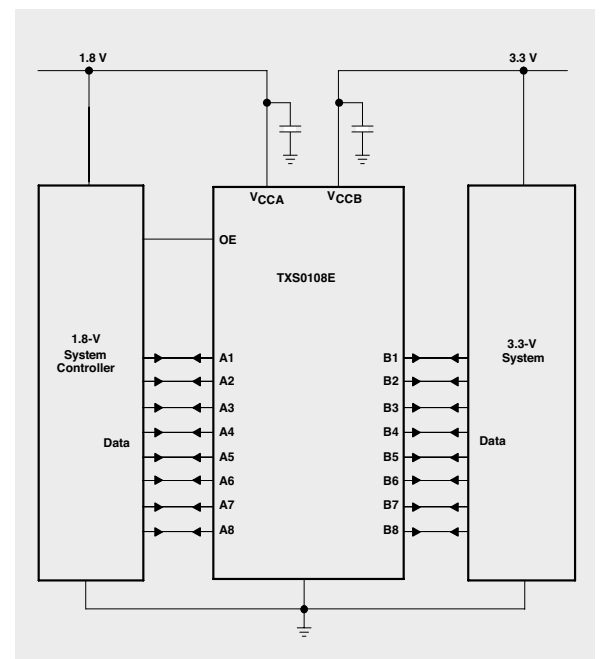 1.8 V
3.3 V
VCCA
VCCB
OE
TXS0108E
1.8-V
System
Controller
3.3-V
System
A1
B1
A2
B2
A3
B3
A4
B4
Data
Data
A5
B5
A6
B6
A7
B7
A8
B8